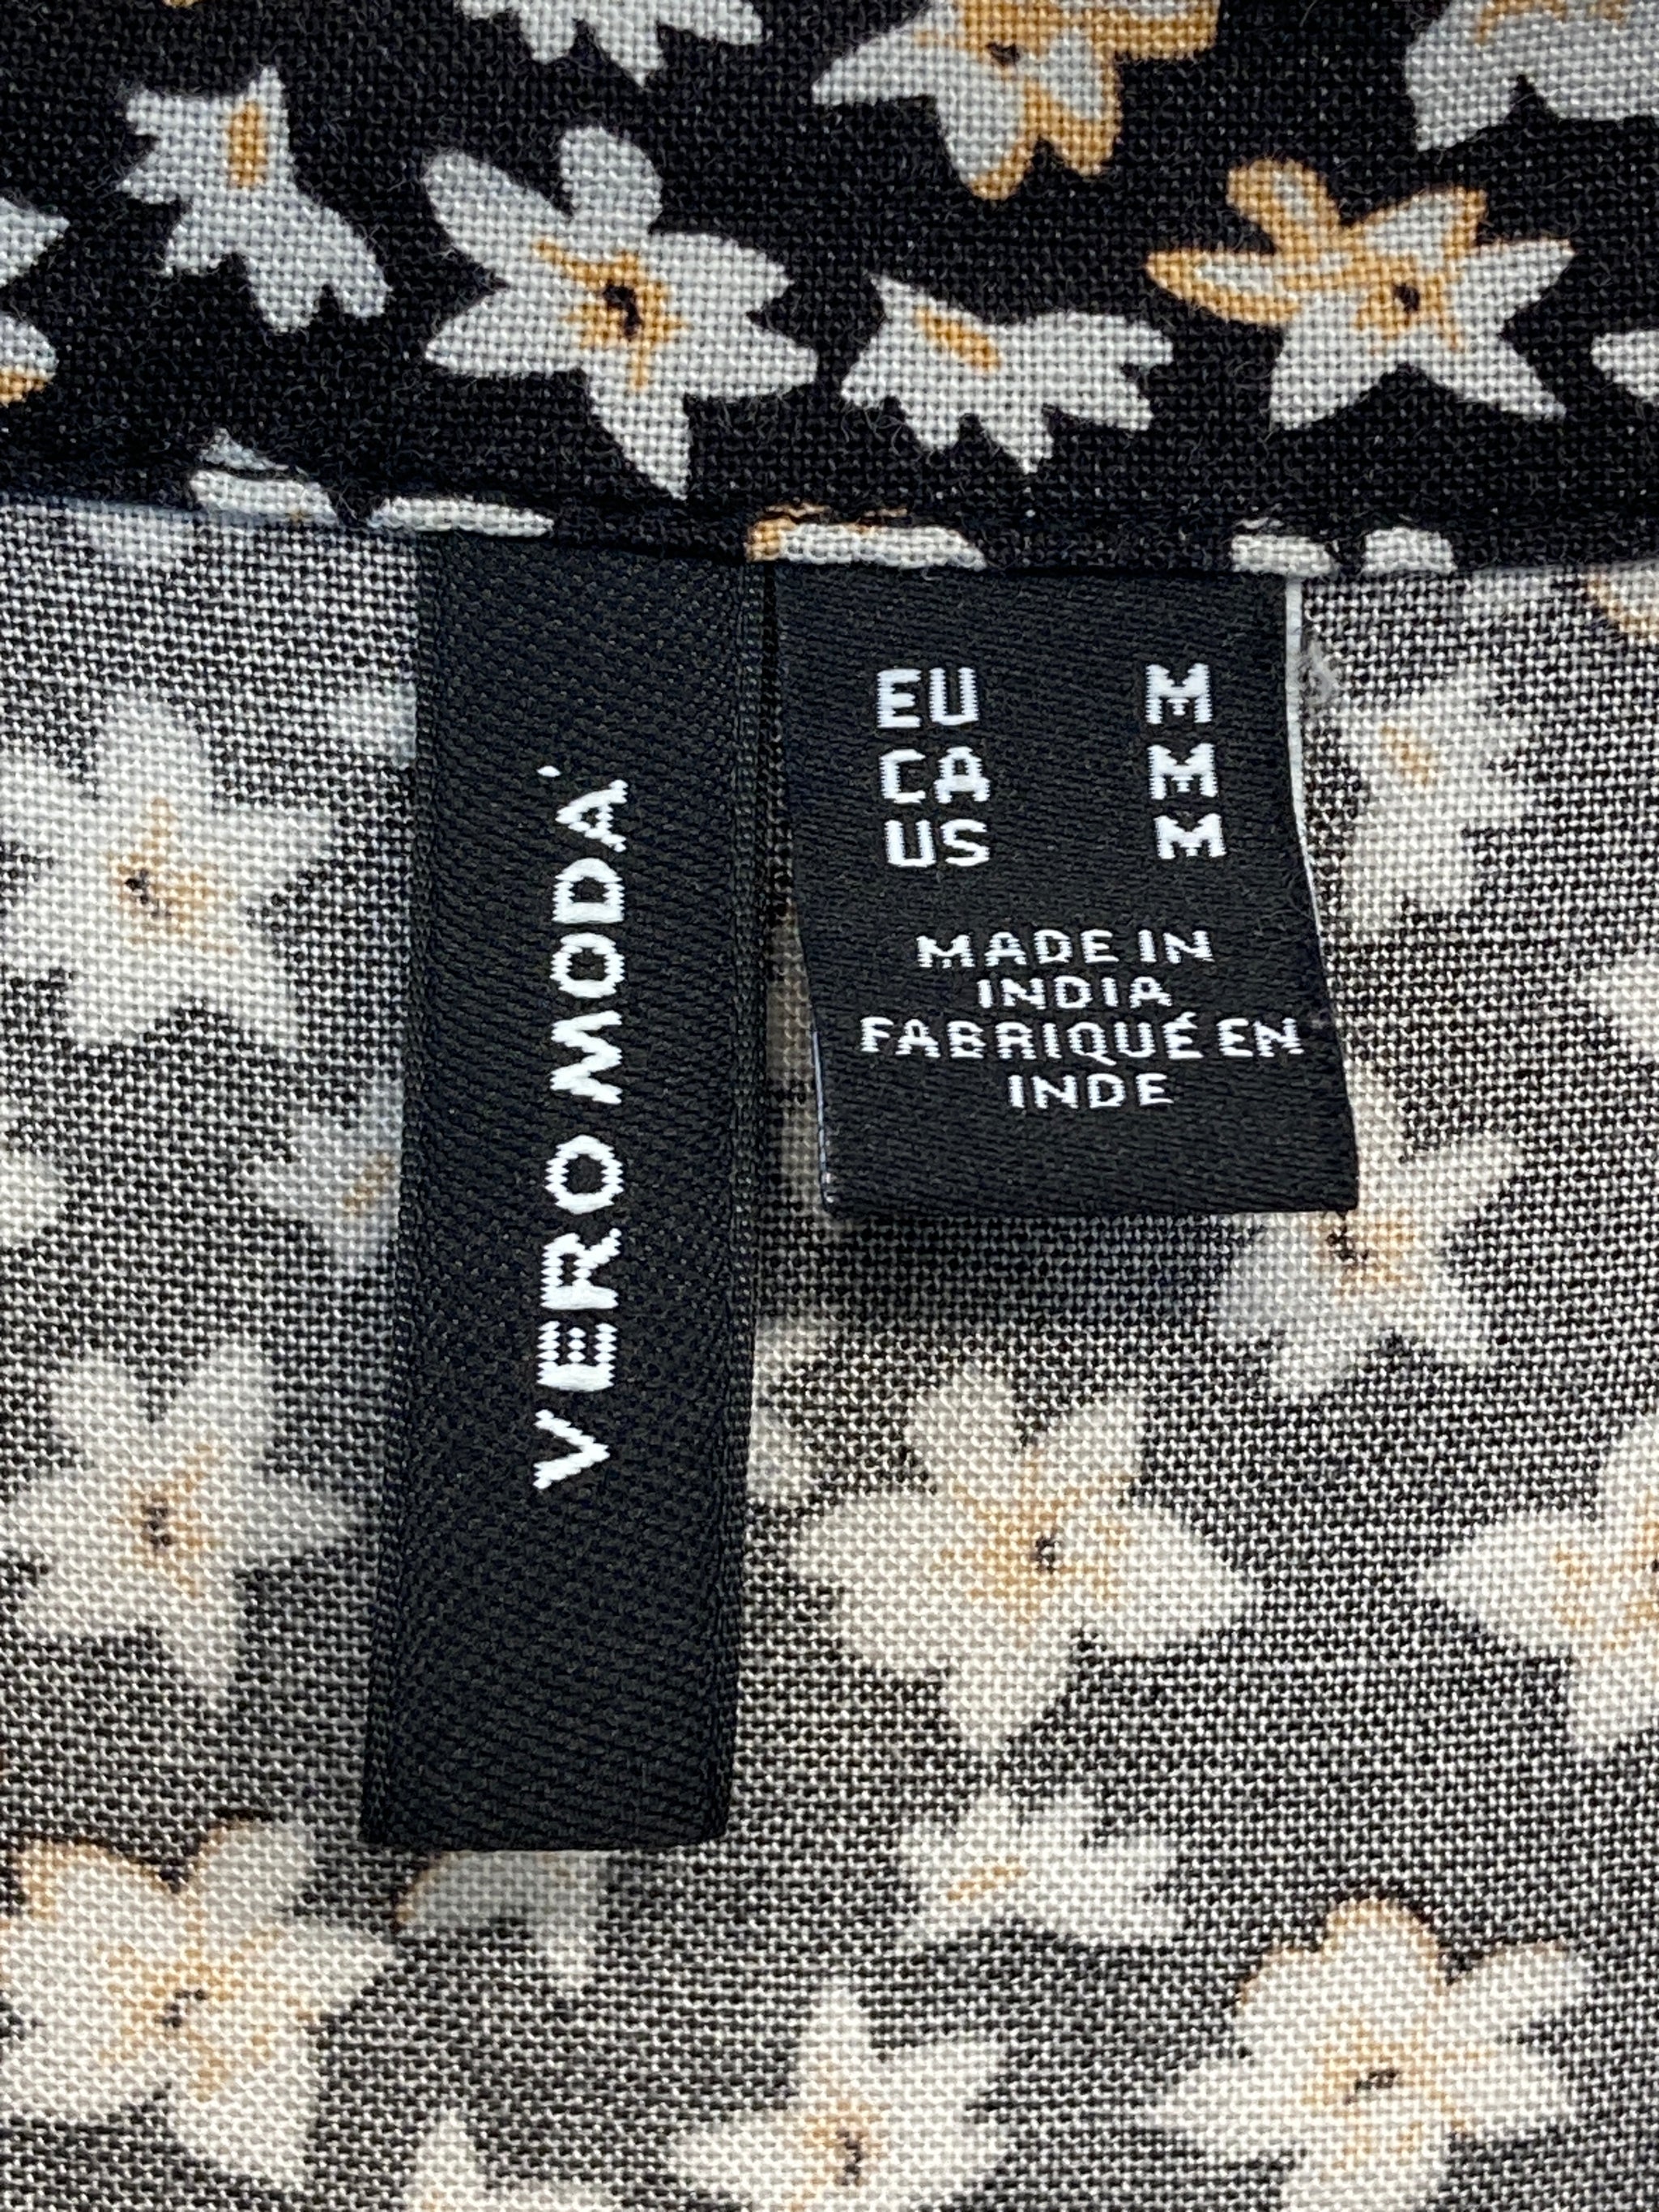 VERO MODA
EU M
CA M
US M
MADE IN
INDIA
FABRIQUÉ EN
INDE